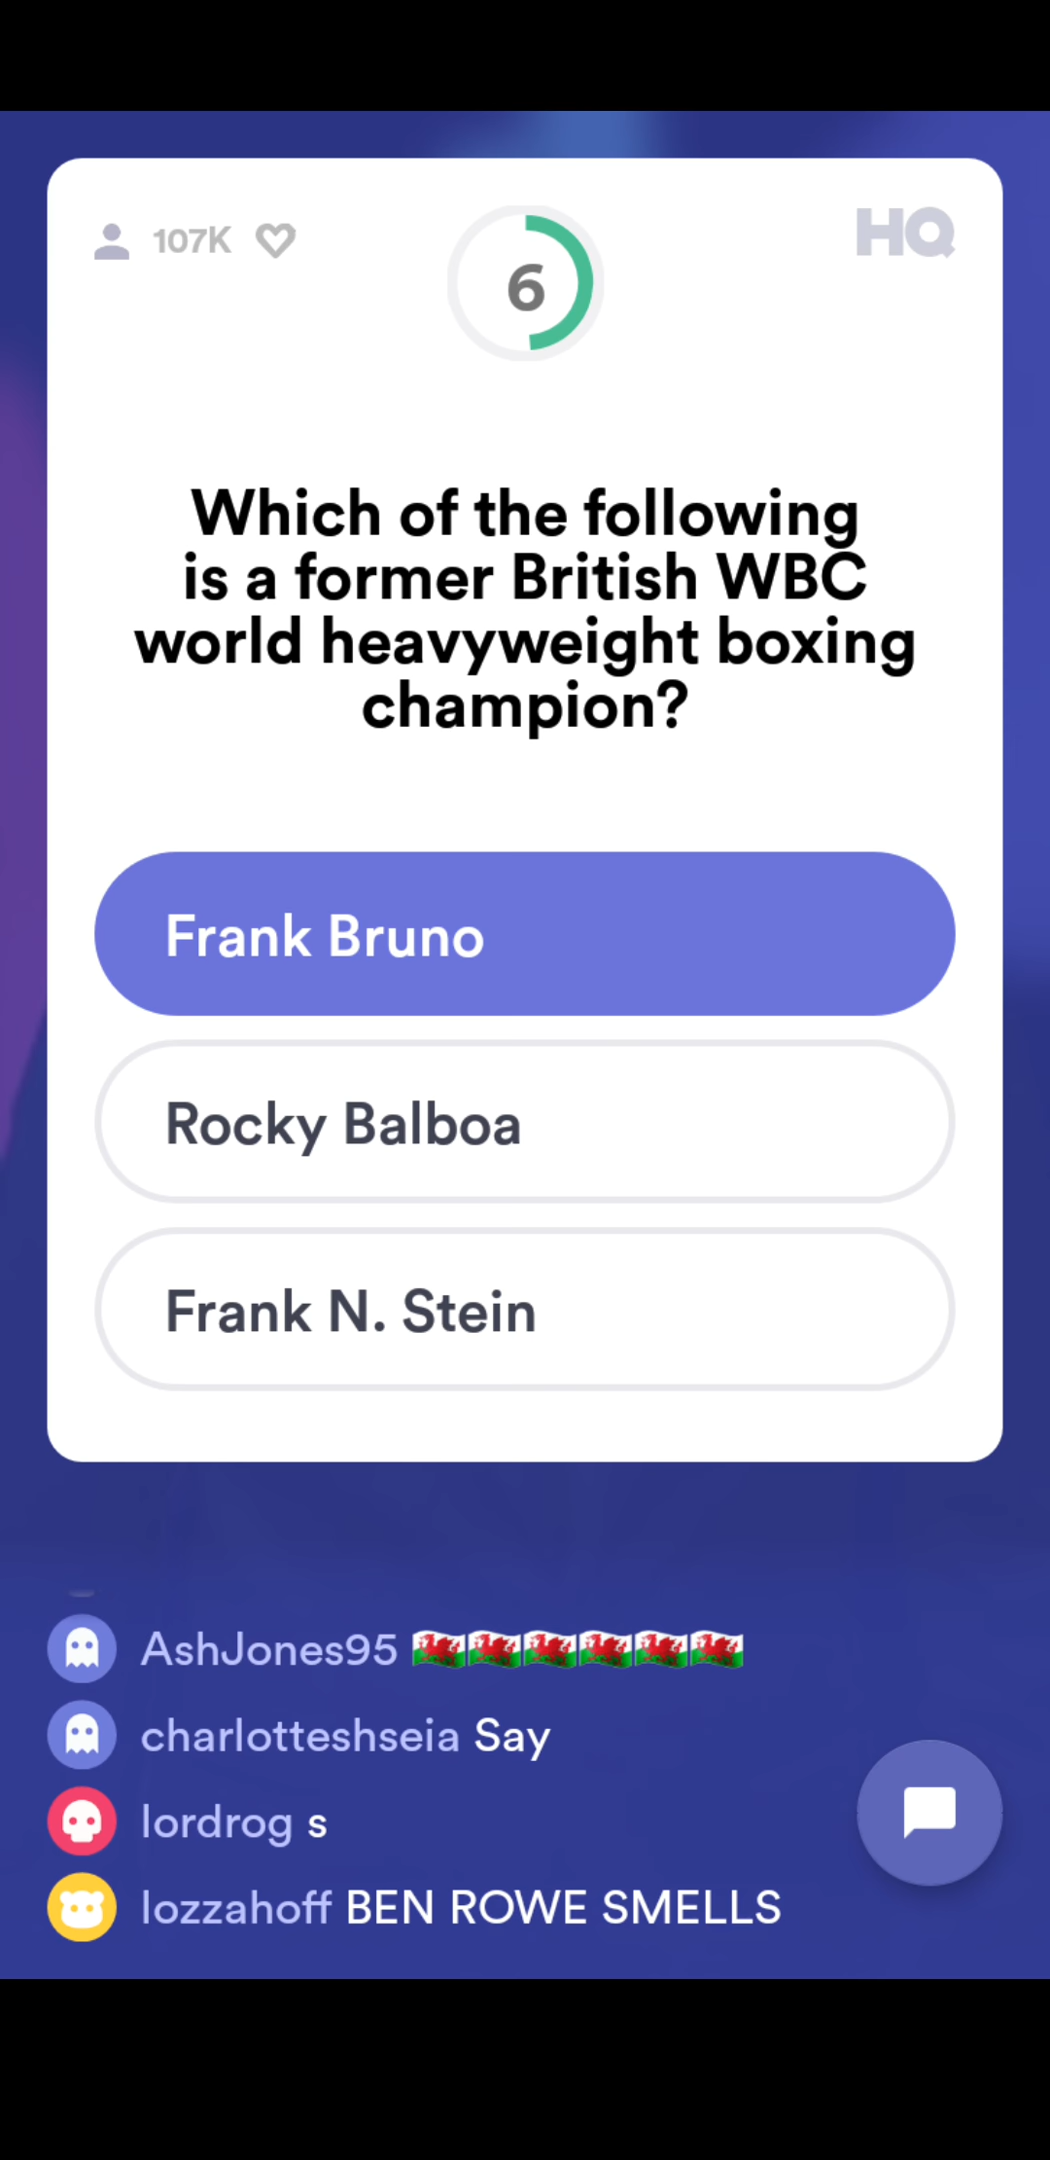 107K
6
HQ
Which of the following
is a former British WBC
world heavyweight boxing
champion?
Frank Bruno
Rocky Balboa
Frank N. Stein
AshJones95 🏴󠁧󠁢󠁷󠁬󠁳󠁿🏴󠁧󠁢󠁷󠁬󠁳󠁿🏴󠁧󠁢󠁷󠁬󠁳󠁿🏴󠁧󠁢󠁷󠁬󠁳󠁿🏴󠁧󠁢󠁷󠁬󠁳󠁿🏴󠁧󠁢󠁷󠁬󠁳󠁿
charlotteshseia Say
lordrog s
lozzahoff BEN ROWE SMELLS